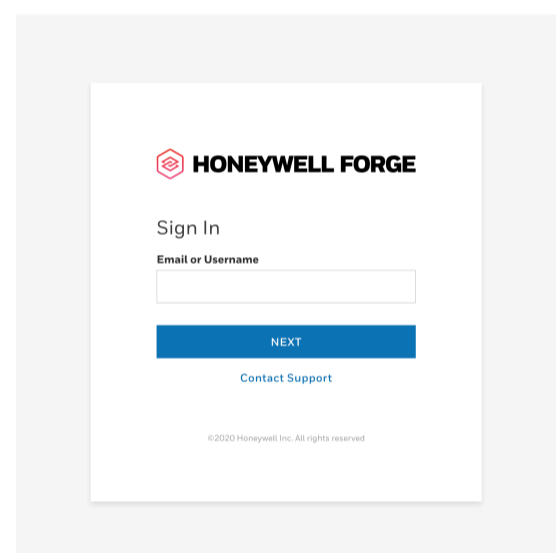 HONEYWELL FORGE
Sign In
Email or Username
NEXT
Contact Support
©2020 Honeywell Inc. All rights reserved